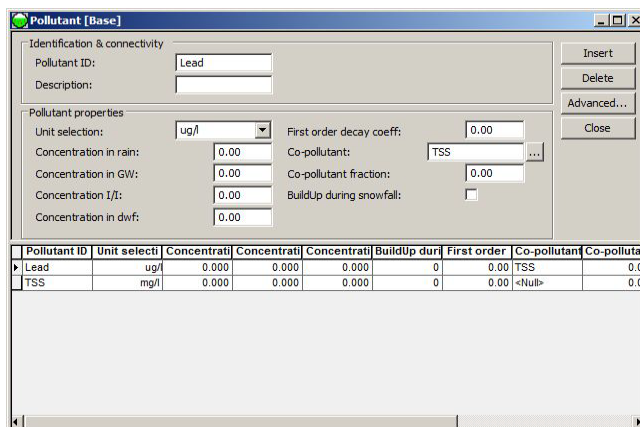 Pollutant [Base]
Identification & connectivity
Pollutant ID: Lead
Description:
Insert
Delete
Advanced...
Close
Pollutant properties
Unit selection: ug/l
Concentration in rain: 0.00
Concentration in GW: 0.00
Concentration I/I: 0.00
Concentration in dwf: 0.00
First order decay coeff: 0.00
Co-pollutant: TSS ...
Co-pollutant fraction: 0.00
BuildUp during snowfall:
Pollutant ID Unit selecti Concentrati Concentrati Concentrati BuildUp duri First order Co-pollutant Co-polluta
Lead ug/l 0.000 0.000 0.000 0 0.00 TSS 0.0
TSS mg/l 0.000 0.000 0.000 0 0.00 <Null> 0.0